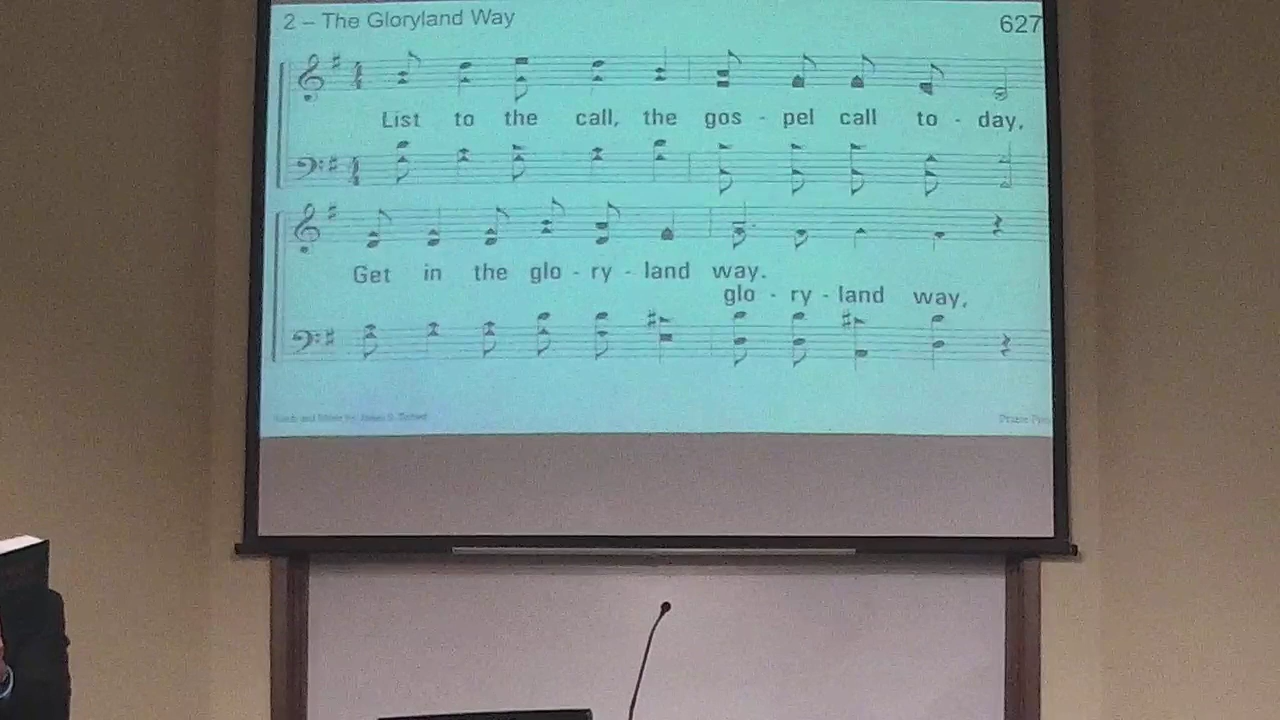 2 – The Gloryland Way
627
List to the call, the gos - pel call to - day,
Get in the glo - ry - land way.
glo - ry - land way,